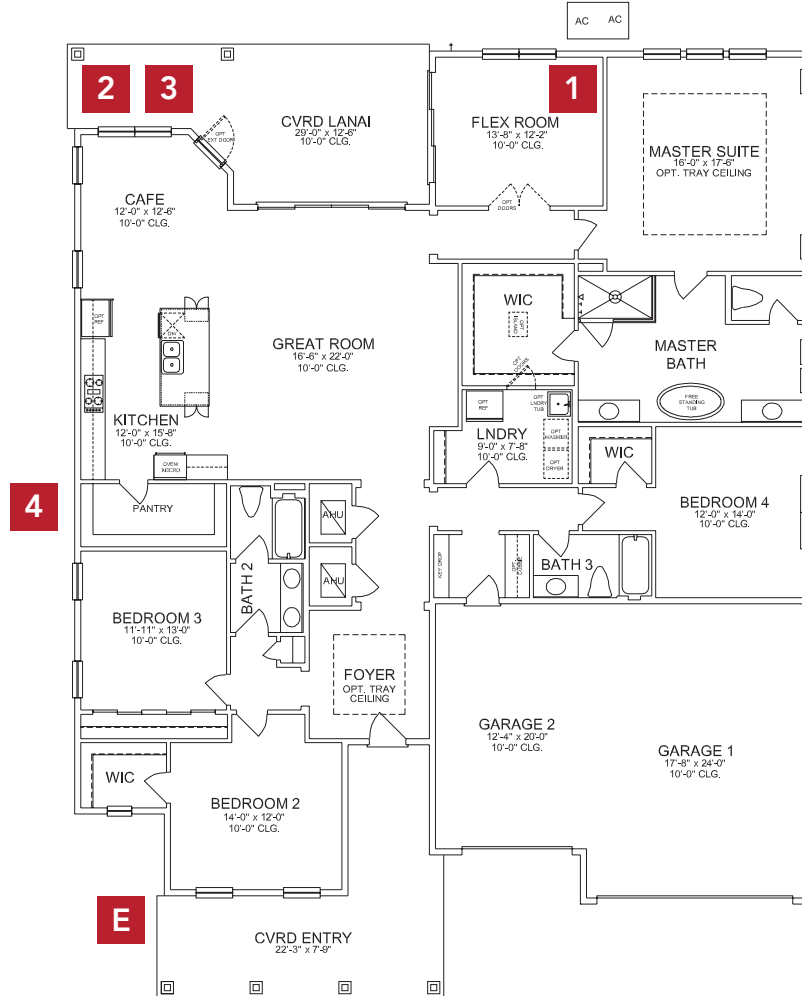 AC AC
2 3
1
CVRD LANAI
29'-0" x 12'-6"
10'-0" CLG.
OPT
EXT DOOR
FLEX ROOM
13'-8" x 12'-2"
10'-0" CLG.
OPT
DOORS
MASTER SUITE
16'-0" x 17'-6"
OPT. TRAY CEILING
CAFE
12'-0" x 12'-6"
10'-0" CLG.
OPT
REF
DW
GREAT ROOM
16'-6" x 22'-0"
10'-0" CLG.
WIC
OPT
ISLAND
OPT
DOORS
MASTER
BATH
FREE
STANDING
TUB
KITCHEN
12'-0" x 15'-8"
10'-0" CLG.
OVEN/
MICRO
OPT
REF
OPT
LNDRY
TUB
LNDRY
9'-0" x 7'-8"
10'-0" CLG.
OPT
WASHER
OPT
DRYER
WIC
4
PANTRY
AHU
BEDROOM 4
12'-0" x 14'-0"
10'-0" CLG.
BATH 2
AHU
KEY DROP
BATH 3
BEDROOM 3
11'-11" x 13'-0"
10'-0" CLG.
FOYER
OPT. TRAY
CEILING
GARAGE 2
12'-4" x 20'-0"
10'-0" CLG.
GARAGE 1
17'-8" x 24'-0"
10'-0" CLG.
WIC
BEDROOM 2
14'-0" x 12'-0"
10'-0" CLG.
E
CVRD ENTRY
22'-3" x 7'-9"